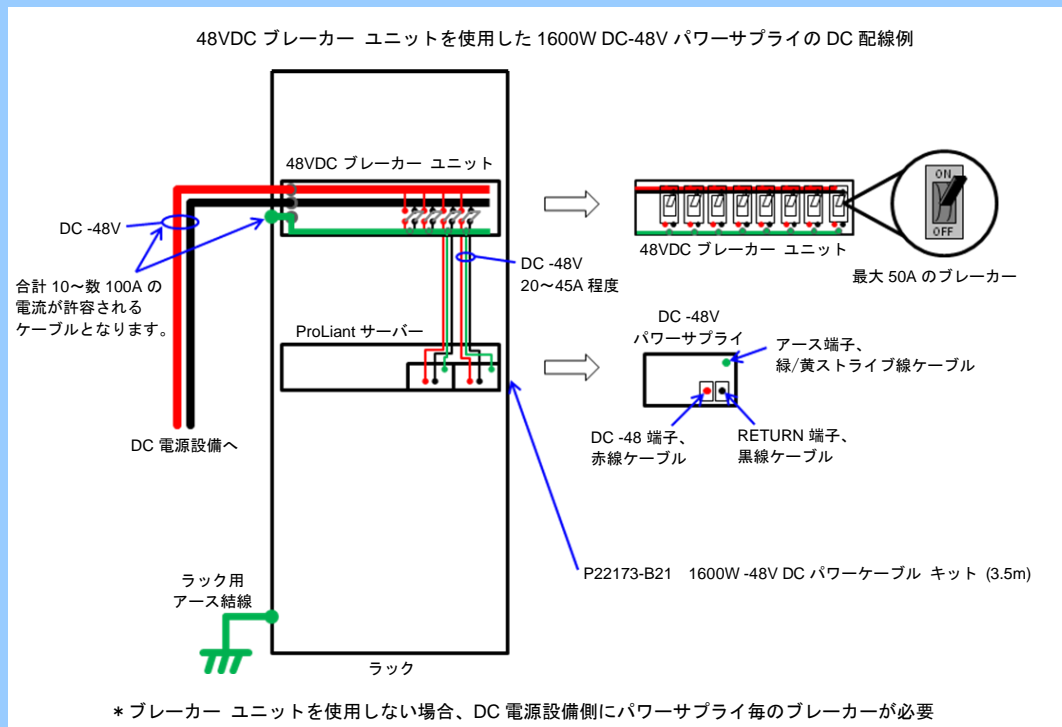 48VDC ブレーカー ユニットを使用した 1600W DC-48V パワーサプライの DC 配線例
48VDC ブレーカー ユニット
DC -48V
合計 10～数 100A の
電流が許容される
ケーブルとなります。
DC -48V
20～45A 程度
48VDC ブレーカー ユニット
ON
OFF
最大 50A のブレーカー
ProLiant サーバー
DC -48V
パワーサプライ
アース端子、
緑/黄ストライブ線ケーブル
DC -48 端子、
赤線ケーブル
RETURN 端子、
黒線ケーブル
DC 電源設備へ
P22173-B21 1600W -48V DC パワーケーブル キット (3.5m)
ラック用
アース結線
ラック
* ブレーカー ユニットを使用しない場合、DC 電源設備側にパワーサプライ毎のブレーカーが必要